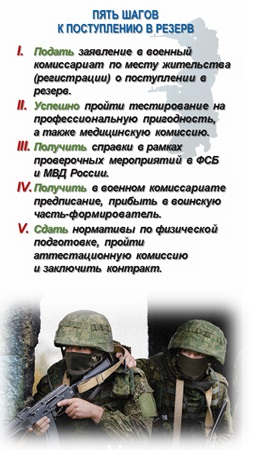 ПЯТЬ ШАГОВ
К ПОСТУПЛЕНИЮ В РЕЗЕРВ
I. Подать заявление в военный
комиссариат по месту жительства
(регистрации) о поступлении в
резерв.
II. Успешно пройти тестирование на
профессиональную пригодность,
а также медицинскую комиссию.
III. Получить справки в рамках
проверочных мероприятий в ФСБ
и МВД России.
IV. Получить в военном комиссариате
предписание, прибыть в воинскую
часть-формирователь.
V. Сдать нормативы по физической
подготовке, пройти
аттестационную комиссию
и заключить контракт.